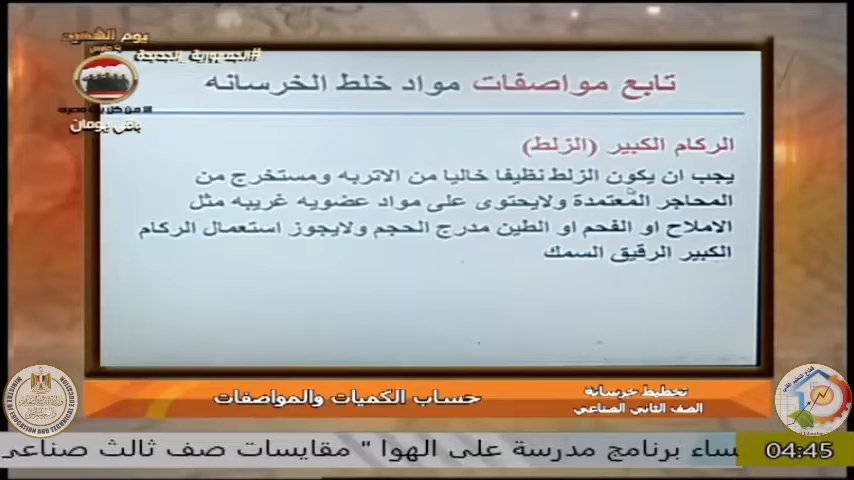 يوم الشهيد
٩ مارس
#الجمهورية_الجديدة
باقى يومان
تابع مواصفات مواد خلط الخرسانه
الركام الكبير (الزلط)
يجب ان يكون الزلط نظيفا خاليا من الاتربه ومستخرج من
المحاجر المعتمدة ولايحتوى على مواد عضويه غريبه مثل
الاملاح او الفحم او الطين مدرج الحجم ولايجوز استعمال الركام
الكبير الرقيق السمك
تخطيط خرسانة
الصف الثاني الصناعي
حساب الكميات والمواصفات
ساء برنامج مدرسة على الهوا " مقايسات صف ثالث صناعى
04:45